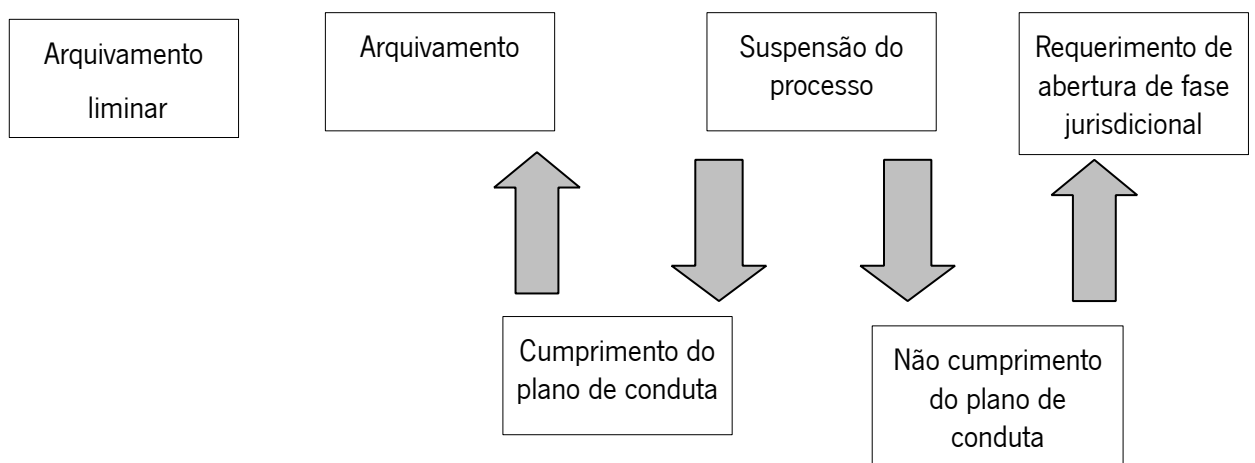 Arquivamento
liminar
Arquivamento
Suspensão do
processo
Requerimento de
abertura de fase
jurisdicional
Cumprimento do
plano de conduta
Não cumprimento
do plano de
conduta